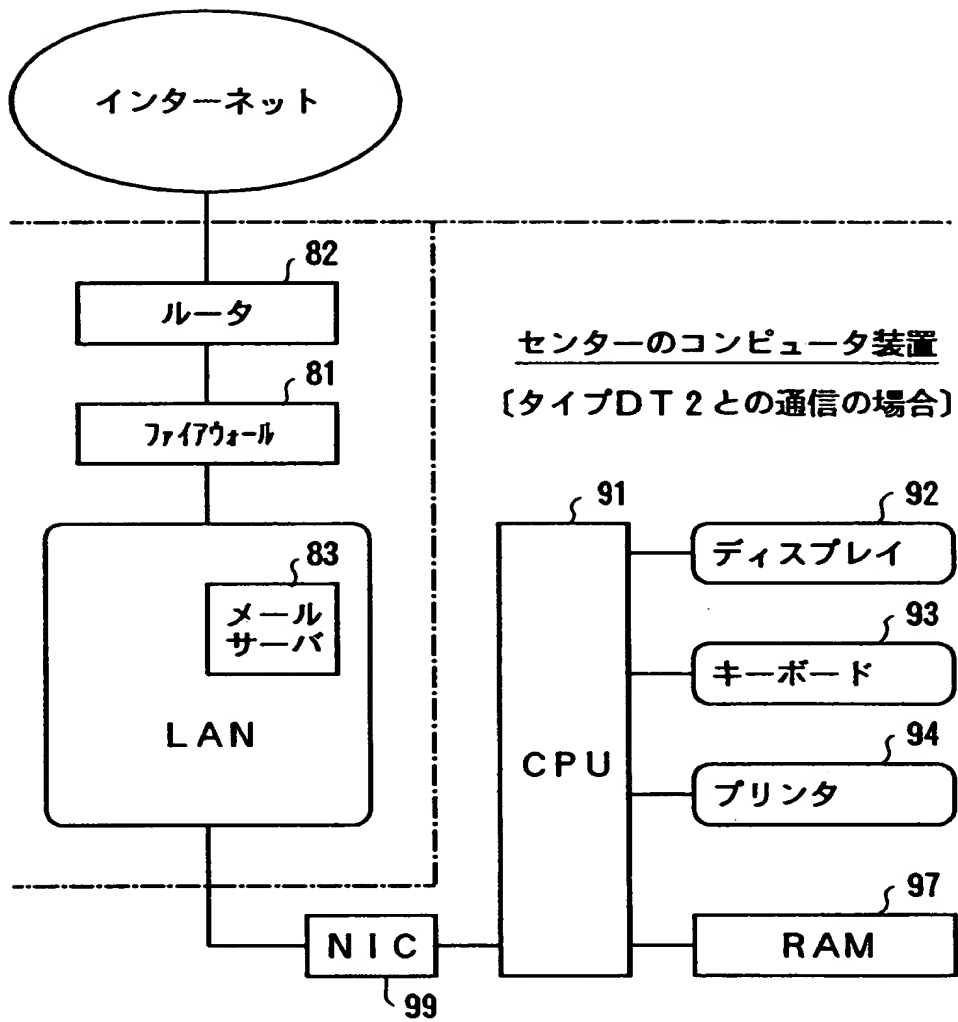 インターネット
82
ルータ
81
ファイアウォール
センターのコンピュータ装置
〔タイプDT2との通信の場合〕
83
メール
サーバ
LAN
91
CPU
92
ディスプレイ
93
キーボード
94
プリンタ
97
RAM
NIC
99